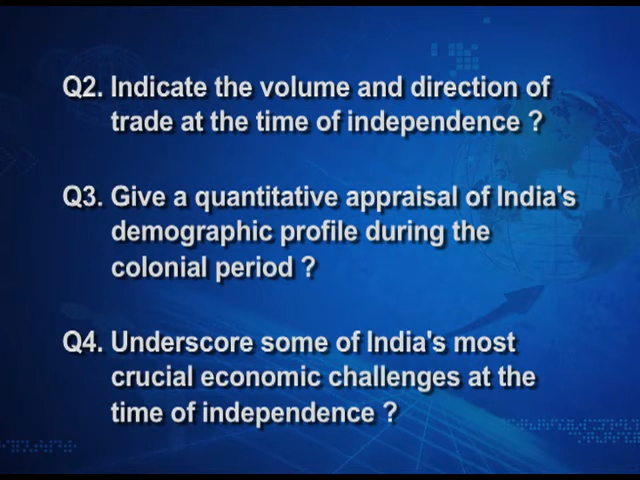 Q2. Indicate the volume and direction of
trade at the time of independence ?
Q3. Give a quantitative appraisal of India's
demographic profile during the
colonial period ?
Q4. Underscore some of India's most
crucial economic challenges at the
time of independence ?